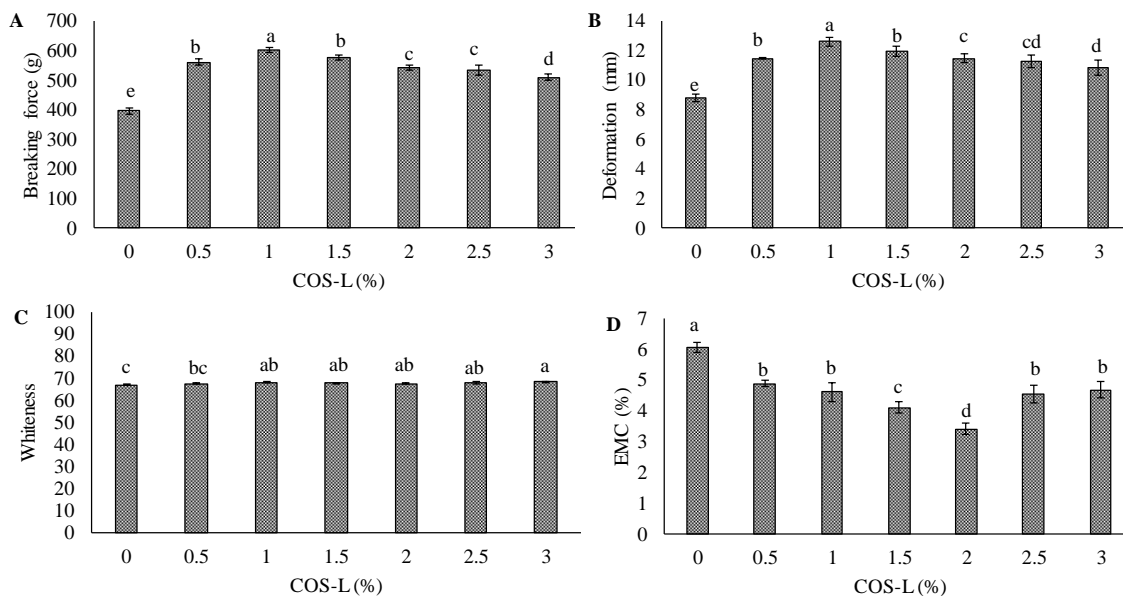 A
Breaking force (g)
700
600
500
400
300
200
100
0
e
b
a
b
c
c
d
0 0.5 1 1.5 2 2.5 3
COS-L (%)
B
Deformation (mm)
14
12
10
8
6
4
2
0
e
b
a
b
c
cd
d
0 0.5 1 1.5 2 2.5 3
COS-L (%)
C
Whiteness
100
90
80
70
60
50
40
30
20
10
0
c bc ab ab ab ab a
0 0.5 1 1.5 2 2.5 3
COS-L (%)
D
EMC (%)
7
6
5
4
3
2
1
0
a
b
b
c
d
b
b
0 0.5 1 1.5 2 2.5 3
COS-L (%)